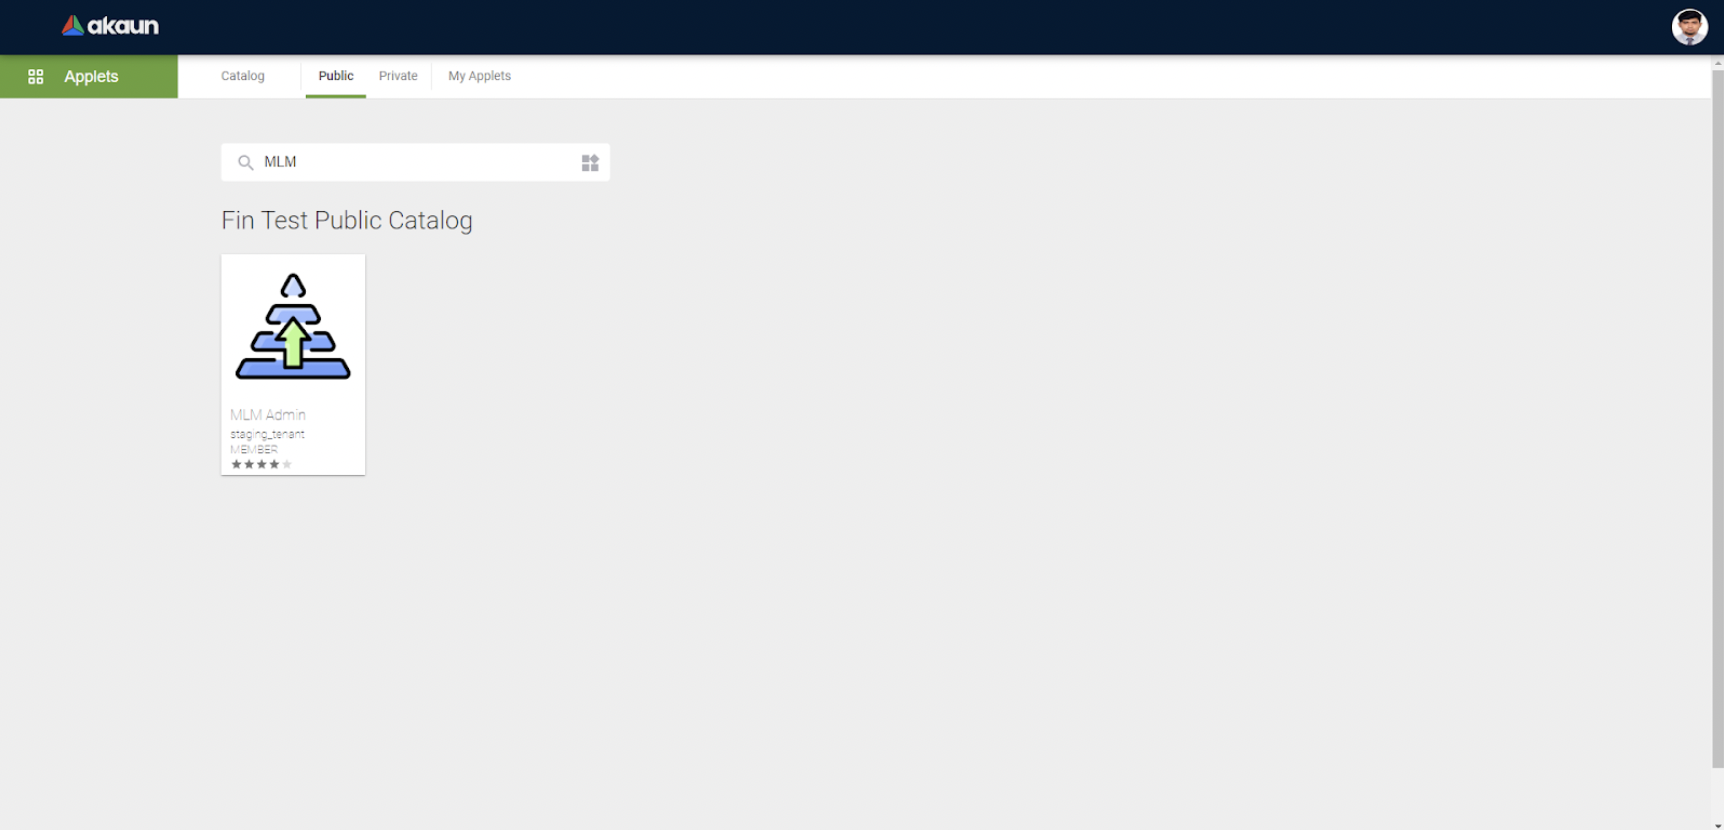 akaun
Applets
Catalog
Public
Private
My Applets
MLM
Fin Test Public Catalog
MLM Admin
staging_tenant
MEMBER